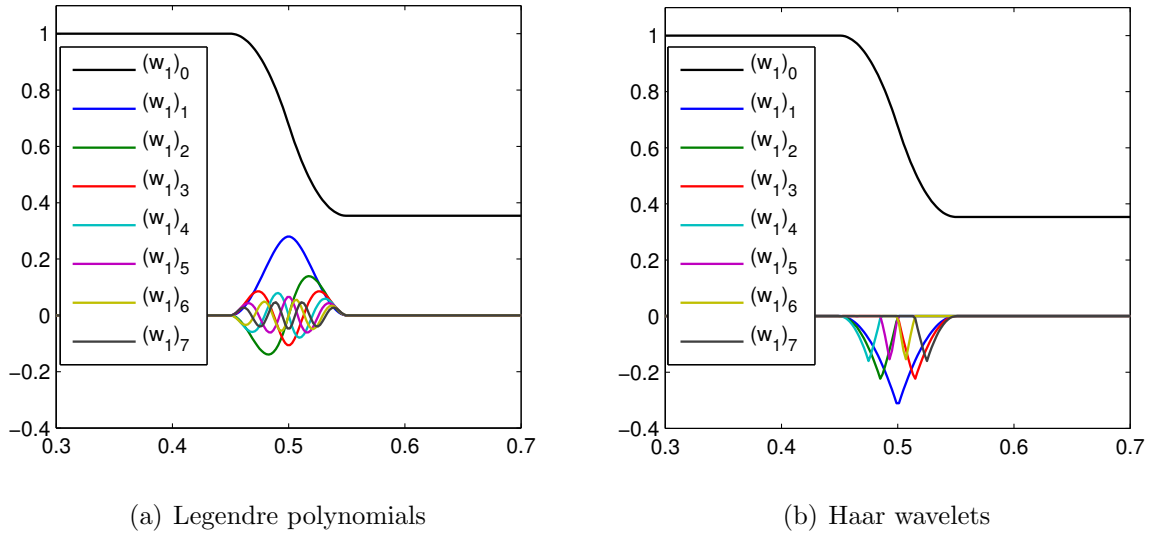 1
0.8
0.6
0.4
0.2
0
−0.2
−0.4
0.3
0.4
0.5
0.6
0.7
(w₁)₀
(w₁)₁
(w₁)₂
(w₁)₃
(w₁)₄
(w₁)₅
(w₁)₆
(w₁)₇
(a) Legendre polynomials
1
0.8
0.6
0.4
0.2
0
−0.2
−0.4
0.3
0.4
0.5
0.6
0.7
(w₁)₀
(w₁)₁
(w₁)₂
(w₁)₃
(w₁)₄
(w₁)₅
(w₁)₆
(w₁)₇
(b) Haar wavelets